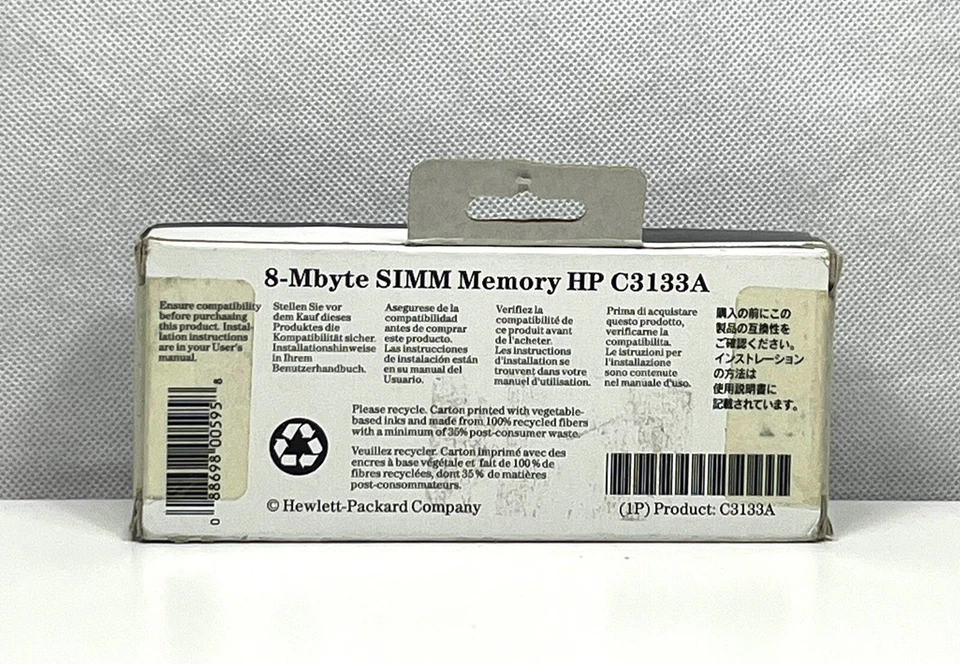 8-Mbyte SIMM Memory HP C3133A
Ensure compatibility
before purchasing
this product. Instal-
lation instructions
are in your User's
manual.
Stellen Sie vor
dem Kauf dieses
Produktes die
Kompatibilität sicher.
Installationshinweise
in Ihrem
Benutzerhandbuch.
Asegurese de la
compatibilidad
antes de comprar
este producto.
Las instrucciones
de instalación están
en su manual del
Usuario.
Verifiez la
compatibilité de
ce produit avant
de l'acheter.
Les instructions
d'installation se
trouvent dans votre
manuel d'utilisation.
Prima di acquistare
questo prodotto,
verificarne la
compatibilita.
Le istruzioni per
l'installazione
sono contenute
nel manuale d'uso.
購入の前にこの
製品の互換性を
ご確認ください。
インストレーション
の方法は
使用説明書に
記載されています。
0 88698 00595 8
Please recycle. Carton printed with vegetable-
based inks and made from 100% recycled fibers
with a minimum of 35% post-consumer waste.
Veuillez recycler. Carton imprimé avec des
encres à base végétale et fait de 100 % de
fibres recyclées, dont 35 % de matières
post-consommateurs.
© Hewlett-Packard Company
(1P) Product: C3133A